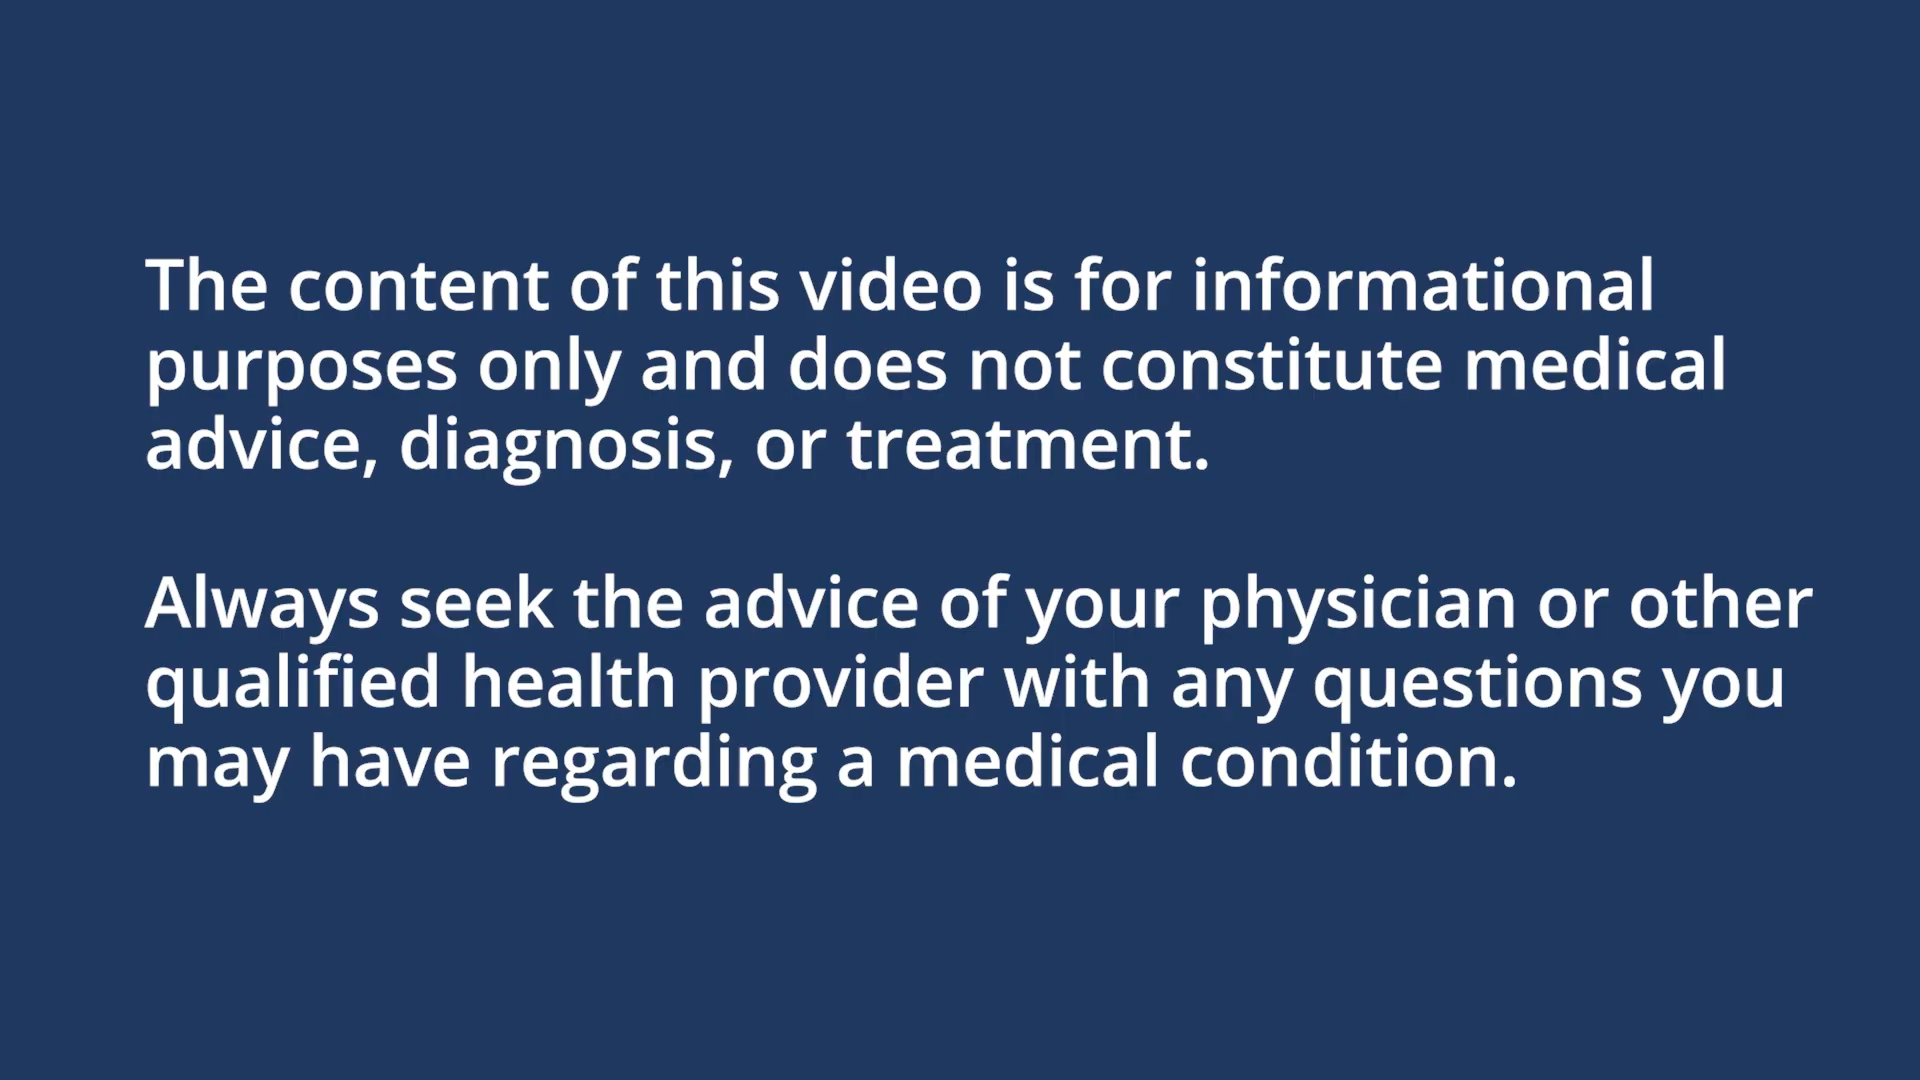 The content of this video is for informational
purposes only and does not constitute medical
advice, diagnosis, or treatment.
Always seek the advice of your physician or other
qualified health provider with any questions you
may have regarding a medical condition.